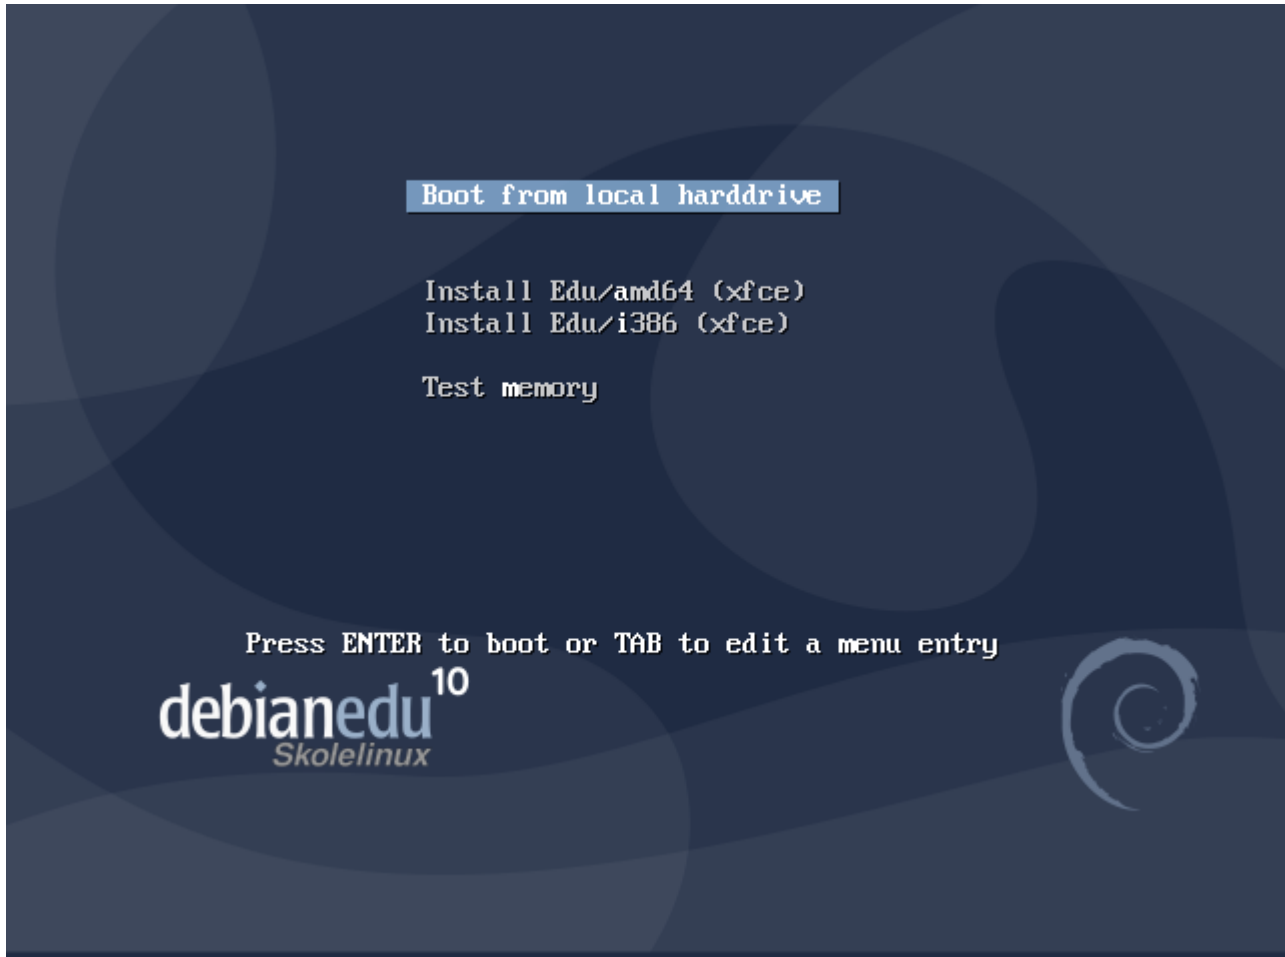 Boot from local harddrive
Install Edu/amd64 (xfce)
Install Edu/i386 (xfce)
Test memory
Press ENTER to boot or TAB to edit a menu entry
debianedu 10
Skolelinux